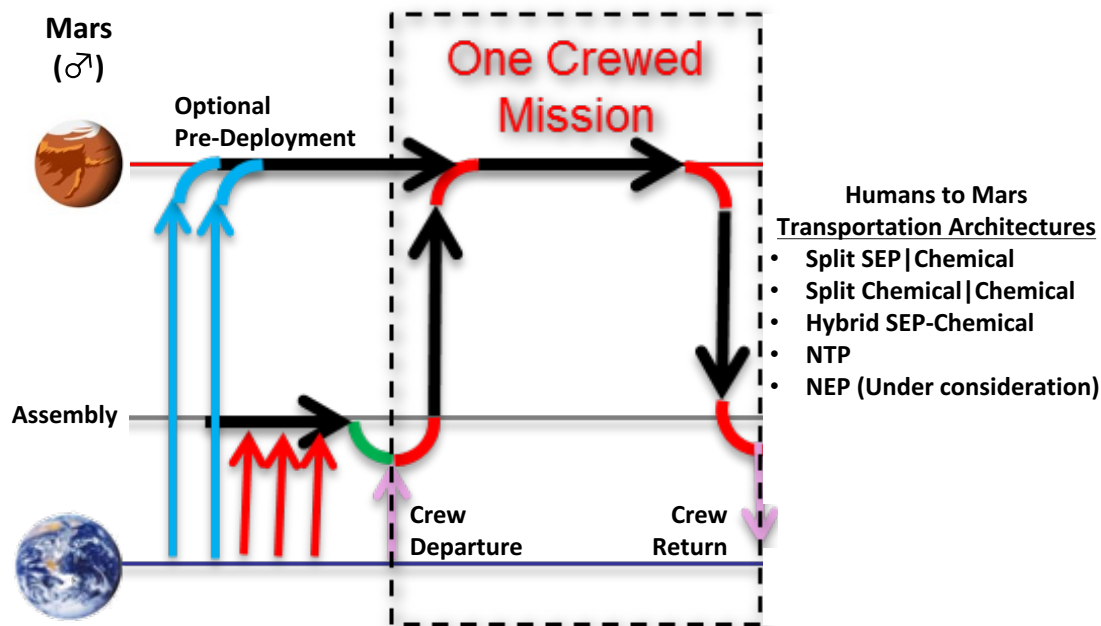 Mars
(♂)
Optional
Pre-Deployment
One Crewed
Mission
Humans to Mars
Transportation Architectures
• Split SEP|Chemical
• Split Chemical|Chemical
• Hybrid SEP-Chemical
• NTP
• NEP (Under consideration)
Assembly
Crew
Departure
Crew
Return